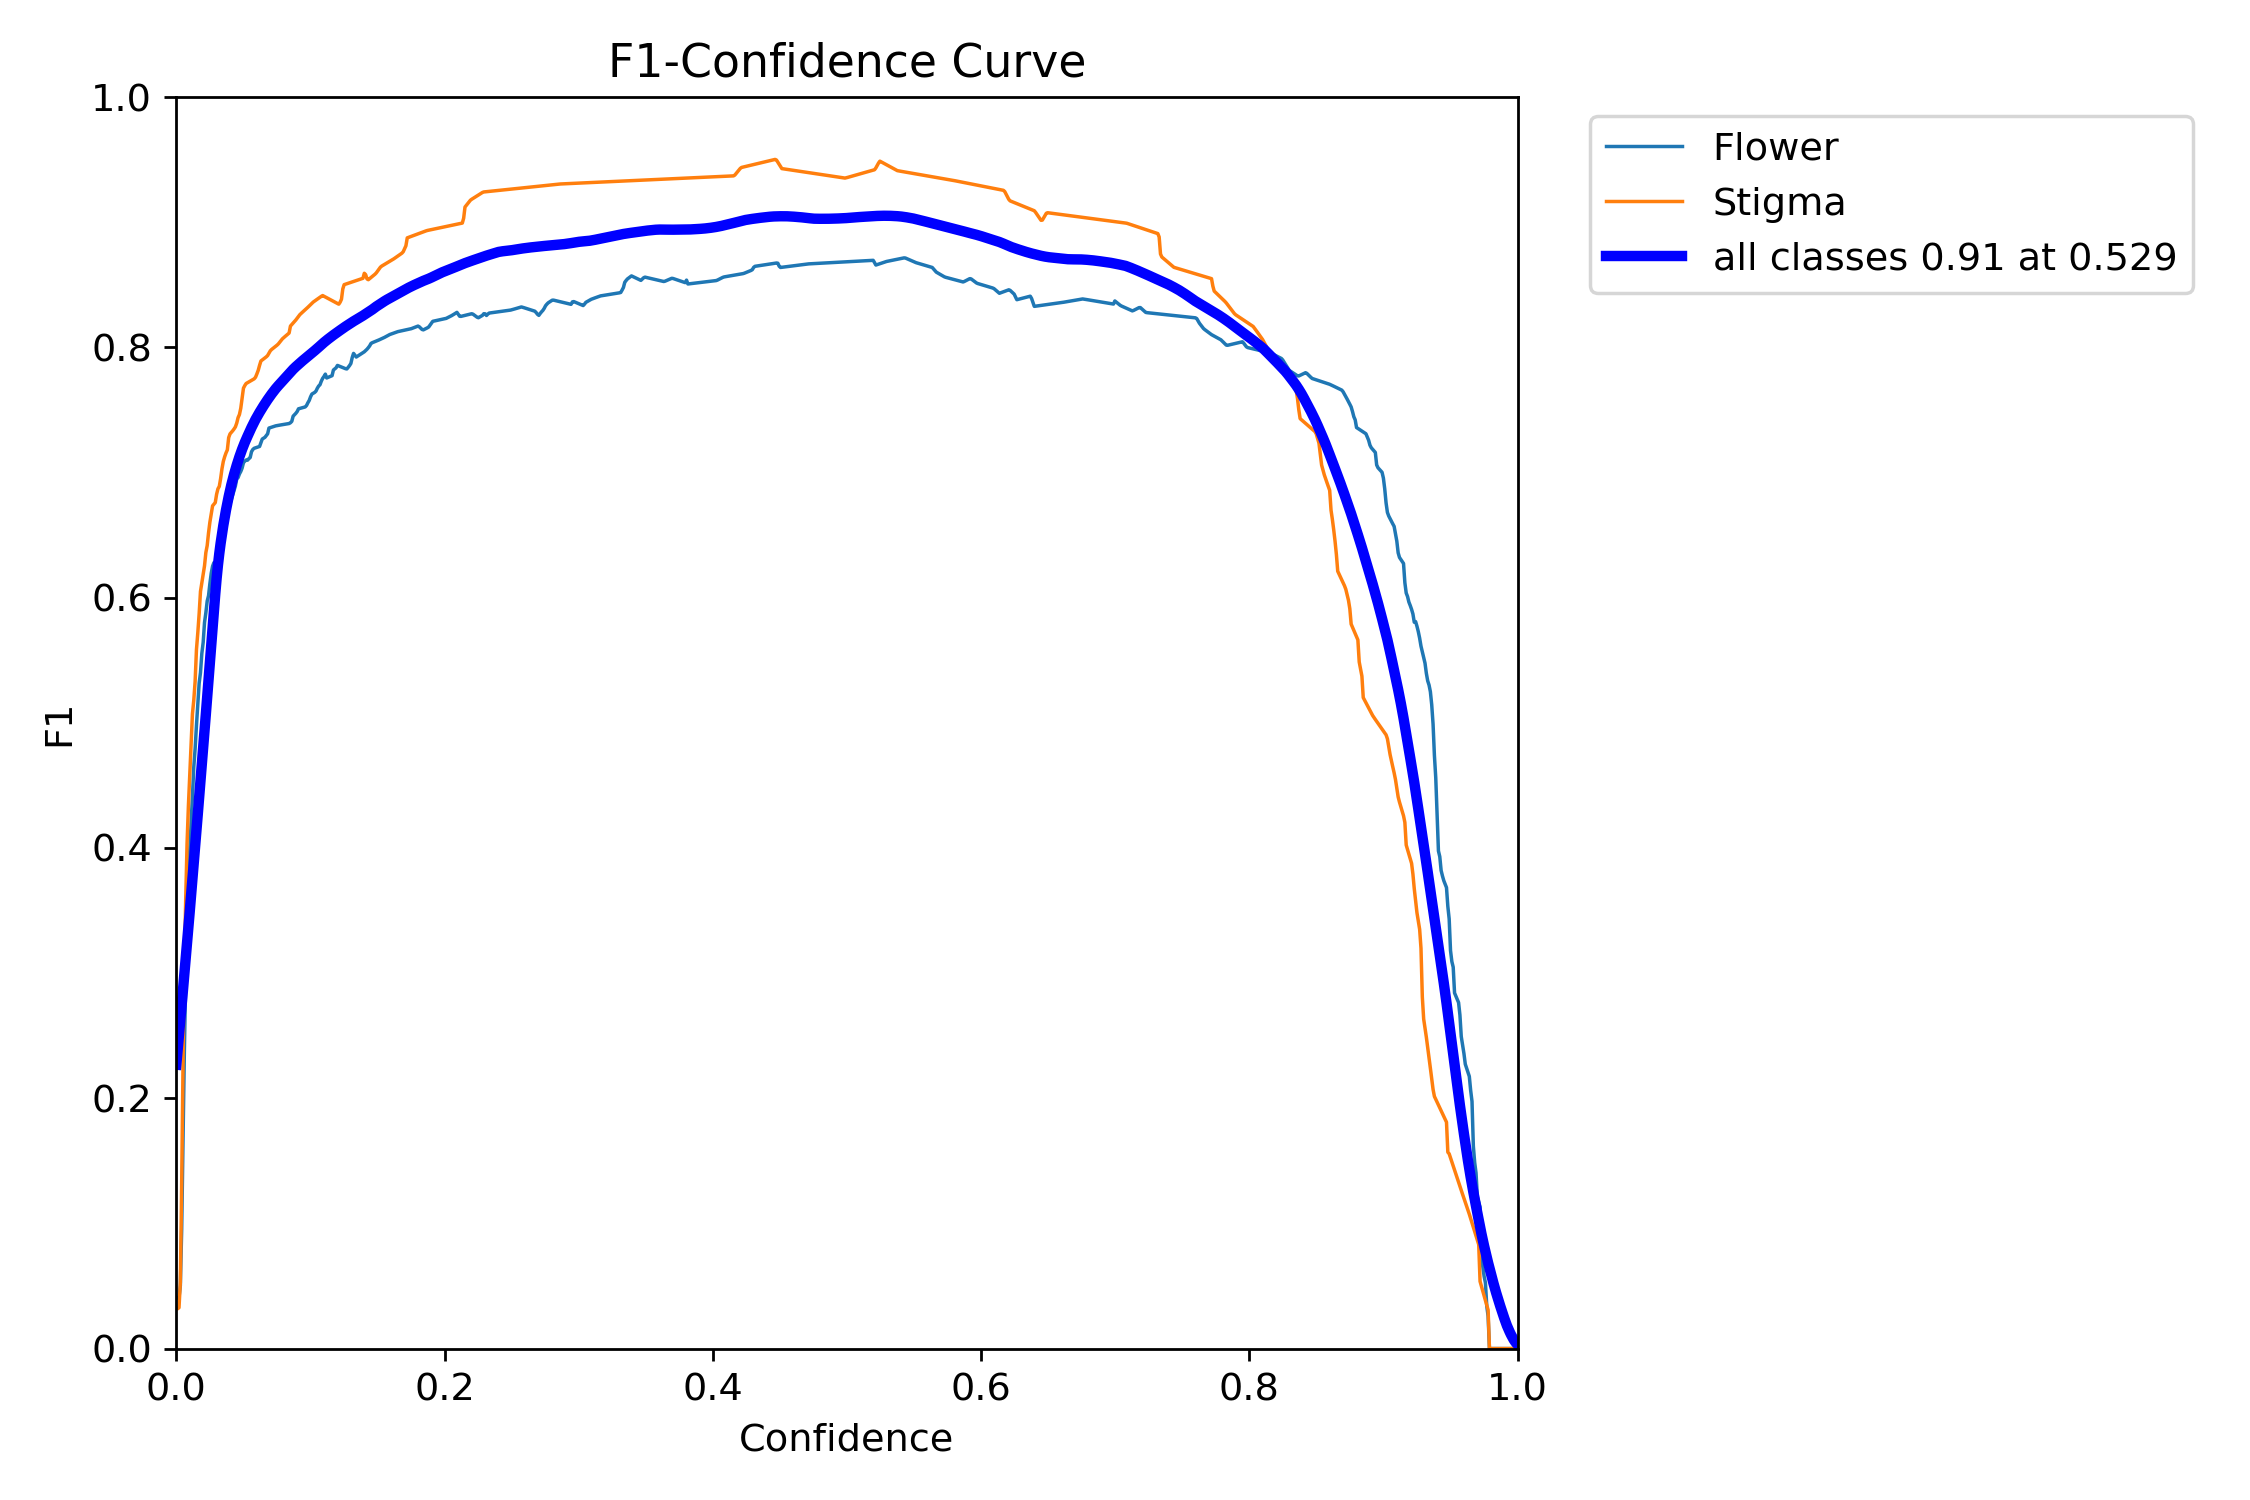 F1-Confidence Curve
1.0
0.8
0.6
0.4
0.2
0.0
F1
0.0 0.2 0.4 0.6 0.8 1.0
Confidence
Flower
Stigma
all classes 0.91 at 0.529